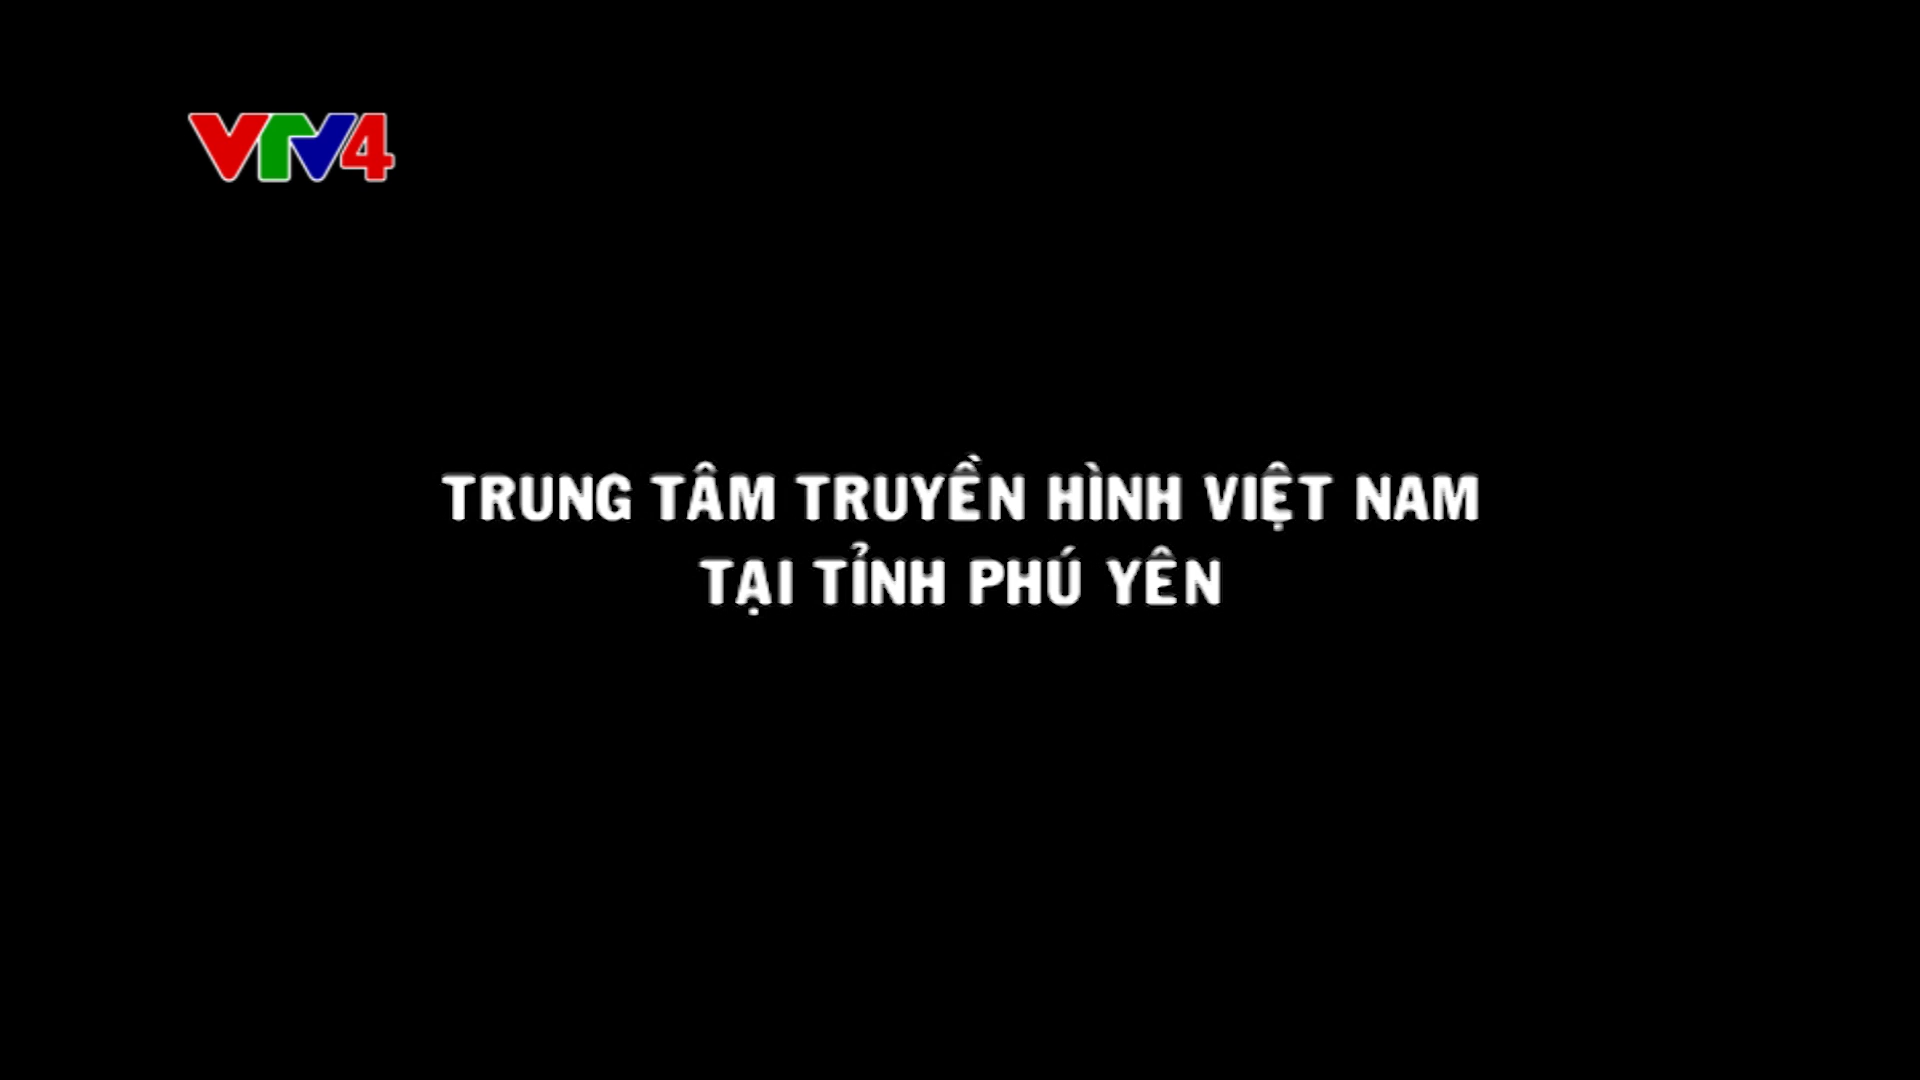 VTV4
TRUNG TÂM TRUYỀN HÌNH VIỆT NAM
TẠI TỈNH PHÚ YÊN